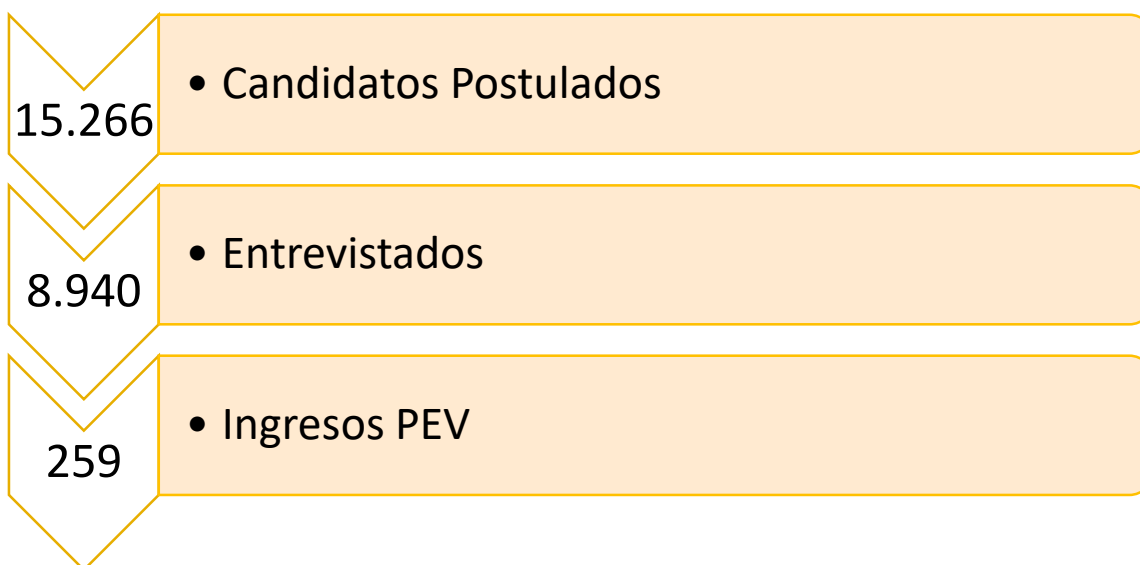 15.266
• Candidatos Postulados
8.940
• Entrevistados
259
• Ingresos PEV